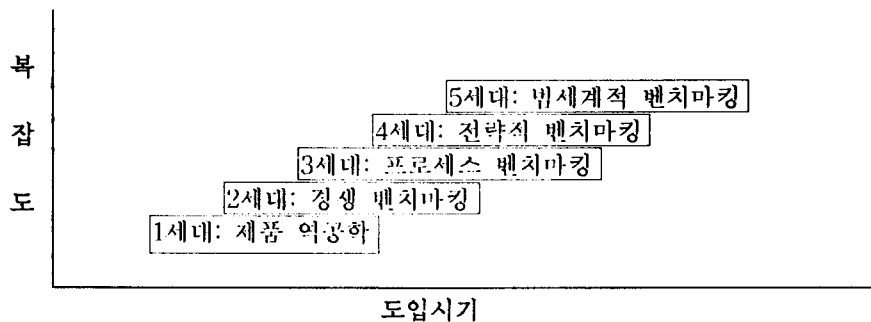 복
잡
도
5세대: 범세계적 벤치마킹
4세대: 전략적 벤치마킹
3세대: 프로세스 벤치마킹
2세대: 경쟁 벤치마킹
1세대: 제품 역공학
도입시기